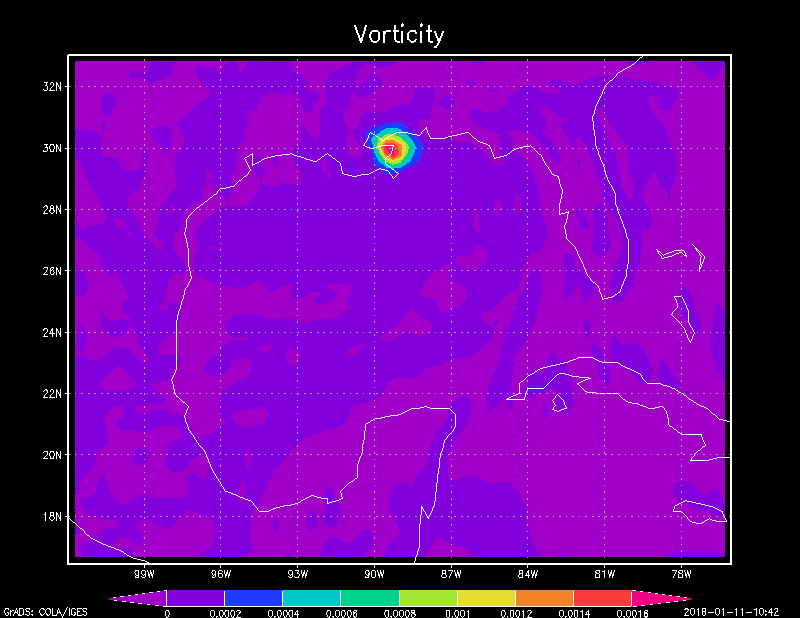 Vorticity
32N
30N
28N
26N
24N
22N
20N
18N
99W 96W 93W 90W 87W 84W 81W 78W
0 0.0002 0.0004 0.0006 0.0008 0.001 0.0012 0.0014 0.0016
GrADS: COLA/IGES 2018-01-11-10:42